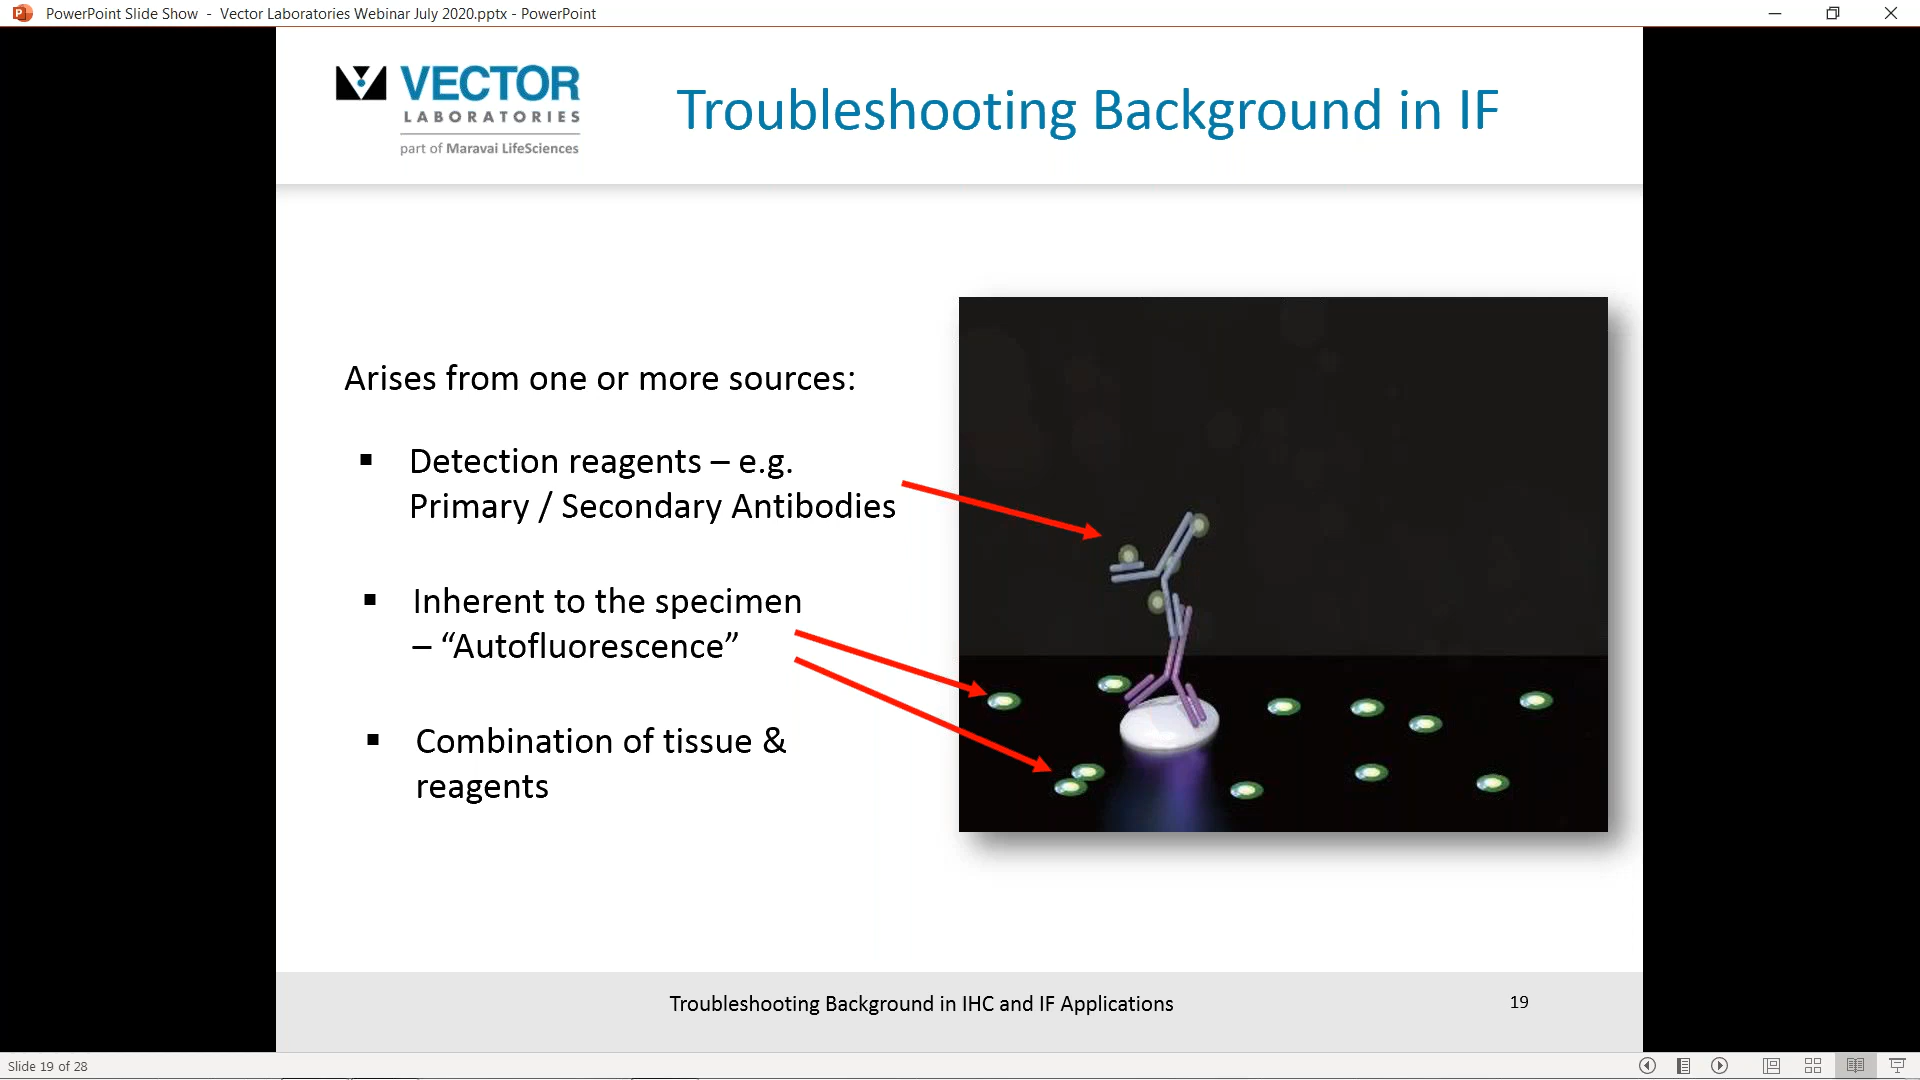 PowerPoint Slide Show - Vector Laboratories Webinar July 2020.pptx - PowerPoint
VECTOR
LABORATORIES
part of Maravai LifeSciences
Troubleshooting Background in IF
Arises from one or more sources:
▪ Detection reagents – e.g.
Primary / Secondary Antibodies
▪ Inherent to the specimen
– “Autofluorescence”
▪ Combination of tissue &
reagents
Troubleshooting Background in IHC and IF Applications
19
Slide 19 of 28